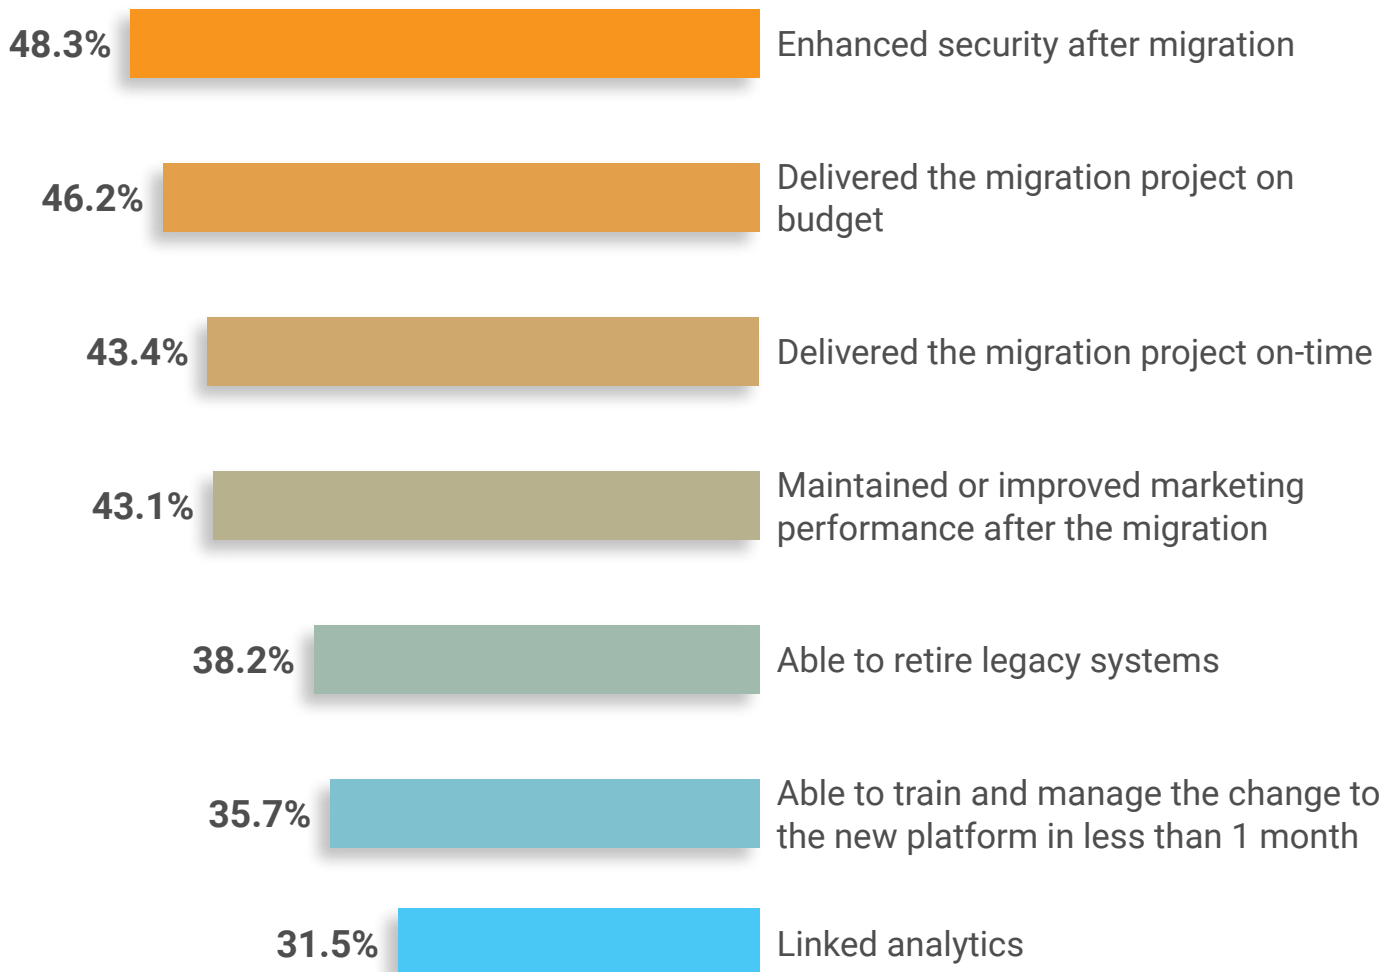 48.3%
Enhanced security after migration
46.2%
Delivered the migration project on
budget
43.4%
Delivered the migration project on-time
43.1%
Maintained or improved marketing
performance after the migration
38.2%
Able to retire legacy systems
35.7%
Able to train and manage the change to
the new platform in less than 1 month
31.5%
Linked analytics